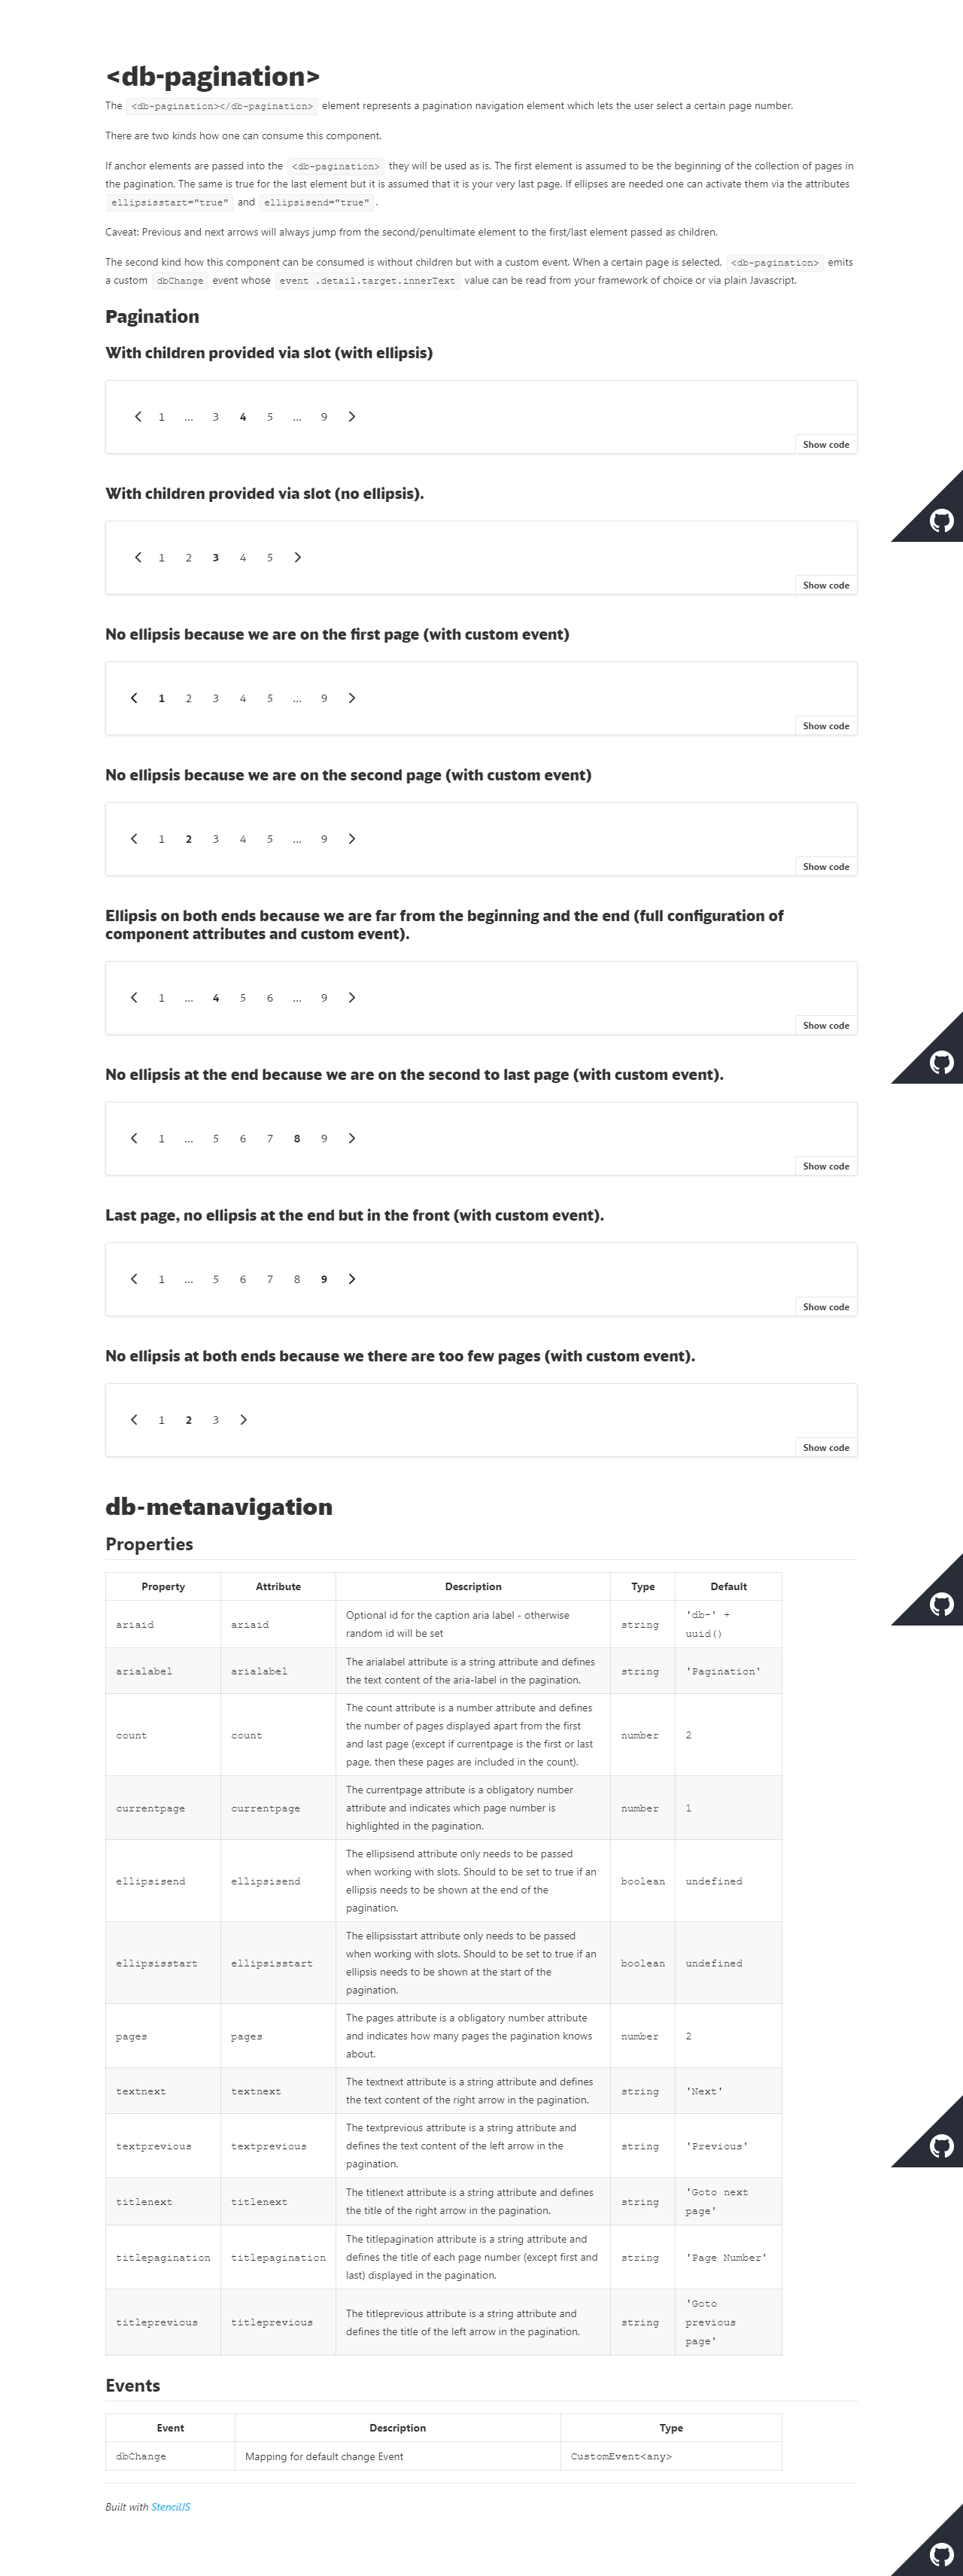 <db-pagination>
The <db-pagination></db-pagination> element represents a pagination navigation element which lets the user select a certain page number.
There are two kinds how one can consume this component.
If anchor elements are passed into the <db-pagination> they will be used as is. The first element is assumed to be the beginning of the collection of pages in
the pagination. The same is true for the last element but it is assumed that it is your very last page. If ellipses are needed one can activate them via the attributes
ellipsisstart="true" and ellipsisend="true" .
Caveat: Previous and next arrows will always jump from the second/penultimate element to the first/last element passed as children.
The second kind how this component can be consumed is without children but with a custom event. When a certain page is selected, <db-pagination> emits
a custom dbChange event whose event .detail.target.innerText value can be read from your framework of choice or via plain Javascript.
Pagination
With children provided via slot (with ellipsis)
1 ... 3 4 5 ... 9
Show code
With children provided via slot (no ellipsis).
1 2 3 4 5
Show code
No ellipsis because we are on the first page (with custom event)
1 2 3 4 5 ... 9
Show code
No ellipsis because we are on the second page (with custom event)
1 2 3 4 5 ... 9
Show code
Ellipsis on both ends because we are far from the beginning and the end (full configuration of
component attributes and custom event).
1 ... 4 5 6 ... 9
Show code
No ellipsis at the end because we are on the second to last page (with custom event).
1 ... 5 6 7 8 9
Show code
Last page, no ellipsis at the end but in the front (with custom event).
1 ... 5 6 7 8 9
Show code
No ellipsis at both ends because we there are too few pages (with custom event).
1 2 3
Show code
db-metanavigation
Properties
Property Attribute Description Type Default
ariaid ariaid Optional id for the caption aria label - otherwise
random id will be set string 'db-' +
uuid()
arialabel arialabel The arialabel attribute is a string attribute and defines
the text content of the aria-label in the pagination. string 'Pagination'
count count The count attribute is a number attribute and defines
the number of pages displayed apart from the first
and last page (except if currentpage is the first or last
page, then these pages are included in the count). number 2
currentpage currentpage The currentpage attribute is a obligatory number
attribute and indicates which page number is
highlighted in the pagination. number 1
ellipsisend ellipsisend The ellipsisend attribute only needs to be passed
when working with slots. Should to be set to true if an
ellipsis needs to be shown at the end of the
pagination. boolean undefined
ellipsisstart ellipsisstart The ellipsisstart attribute only needs to be passed
when working with slots. Should to be set to true if an
ellipsis needs to be shown at the start of the
pagination. boolean undefined
pages pages The pages attribute is a obligatory number attribute
and indicates how many pages the pagination knows
about. number 2
textnext textnext The textnext attribute is a string attribute and defines
the text content of the right arrow in the pagination. string 'Next'
textprevious textprevious The textprevious attribute is a string attribute and
defines the text content of the left arrow in the
pagination. string 'Previous'
titlenext titlenext The titlenext attribute is a string attribute and defines
the title of the right arrow in the pagination. string 'Goto next
page'
titlepagination titlepagination The titlepagination attribute is a string attribute and
defines the title of each page number (except first and
last) displayed in the pagination. string 'Page Number'
titleprevious titleprevious The titleprevious attribute is a string attribute and
defines the title of the left arrow in the pagination. string 'Goto
previous
page'
Events
Event Description Type
dbChange Mapping for default change Event CustomEvent<any>
Built with StencilJS